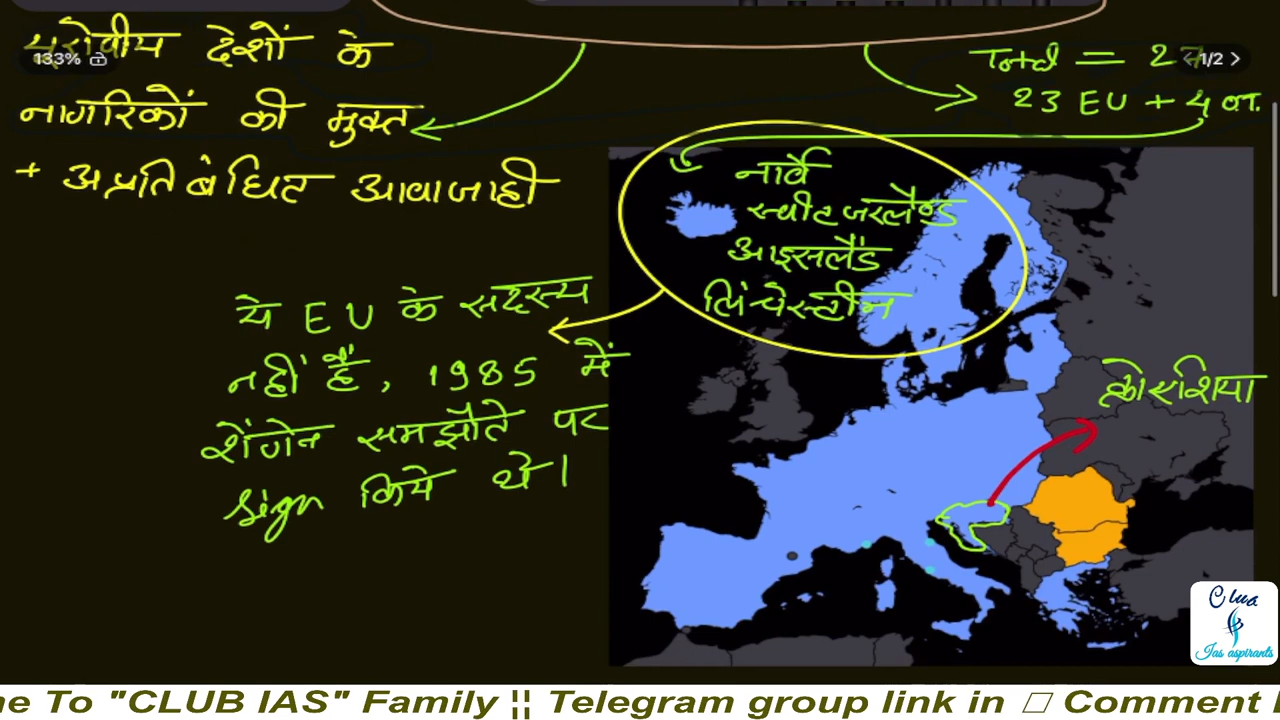 यूरोपीय देशों के
नागरिकों की मुक्त
+ अप्रतिबंधित आवाजाही
133%
1/2
Total = 27
23 EU + 4 अ.
नार्वे
स्वीटजरलैण्ड
आइसलैंड
लिंचेस्टीन
ये EU के सदस्य
नहीं हैं, 1985 में
शेंगेन समझौते पर
sign किये थे।
क्रोएशिया
Club
Ias aspirants
me To "CLUB IAS" Family ¦¦ Telegram group link in □ Comment